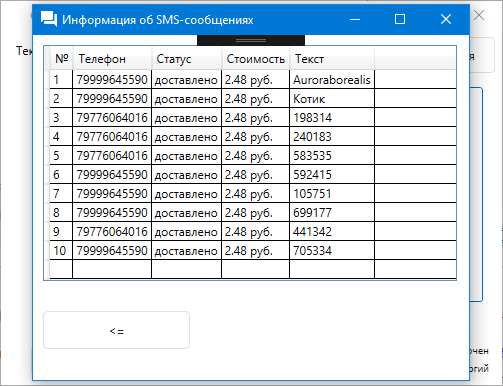 Информация об SMS-сообщениях
Тек
я
№ Телефон Статус Стоимость Текст
1 79999645590 доставлено 2.48 руб. Auroraborealis
2 79999645590 доставлено 2.48 руб. Котик
3 79776064016 доставлено 2.48 руб. 198314
4 79776064016 доставлено 2.48 руб. 240183
5 79776064016 доставлено 2.48 руб. 583535
6 79999645590 доставлено 2.48 руб. 592415
7 79999645590 доставлено 2.48 руб. 105751
8 79999645590 доставлено 2.48 руб. 699177
9 79776064016 доставлено 2.48 руб. 441342
10 79999645590 доставлено 2.48 руб. 705334
<=
очен
огий